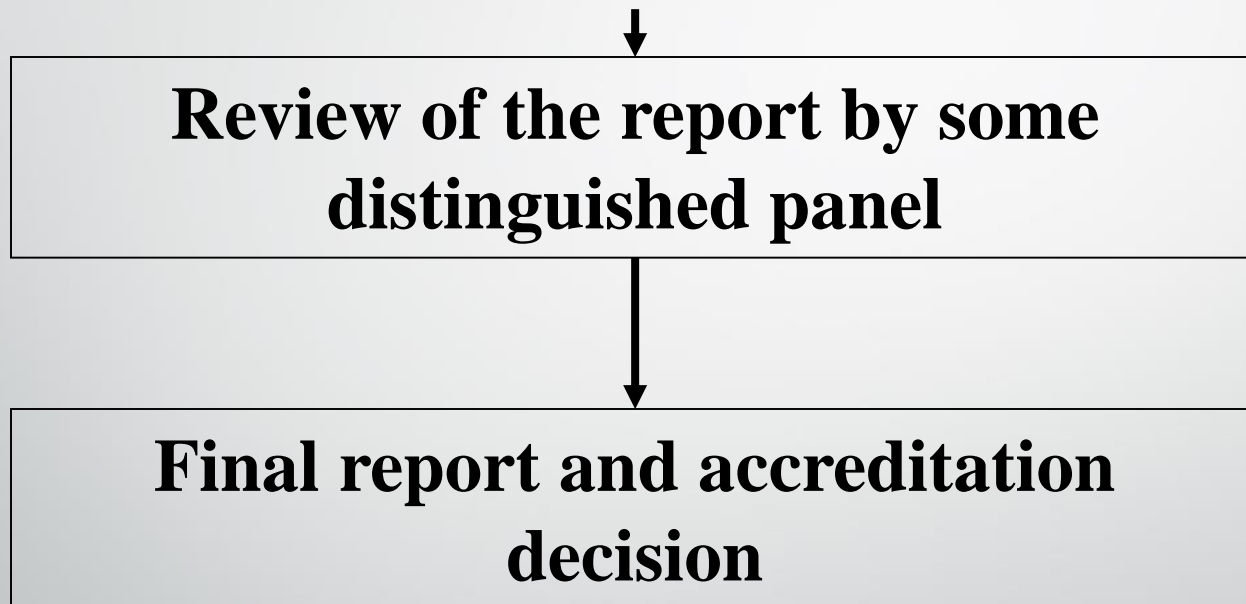 Review of the report by some
distinguished panel
Final report and accreditation
decision